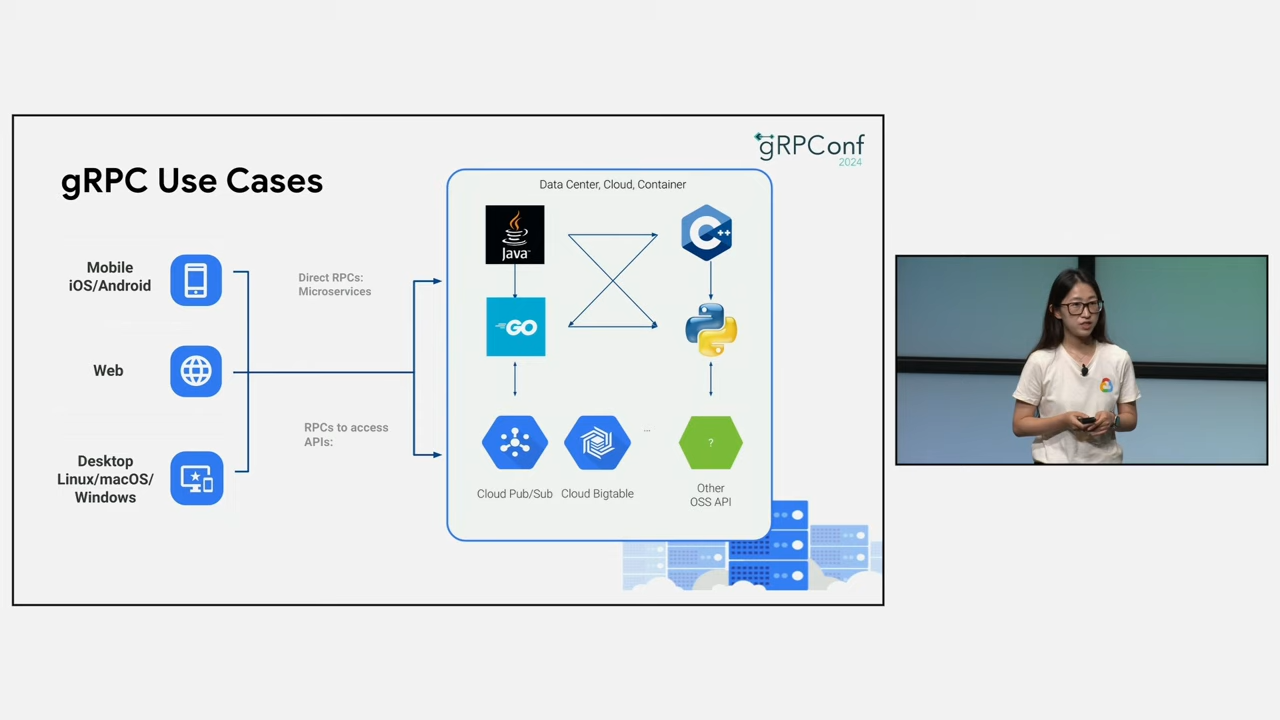 gRPConf
2024
gRPC Use Cases
Mobile
iOS/Android
Web
Desktop
Linux/macOS/
Windows
Direct RPCs:
Microservices
RPCs to access
APIs:
Data Center, Cloud, Container
Java
C++
GO
...
?
Cloud Pub/Sub
Cloud Bigtable
Other
OSS API